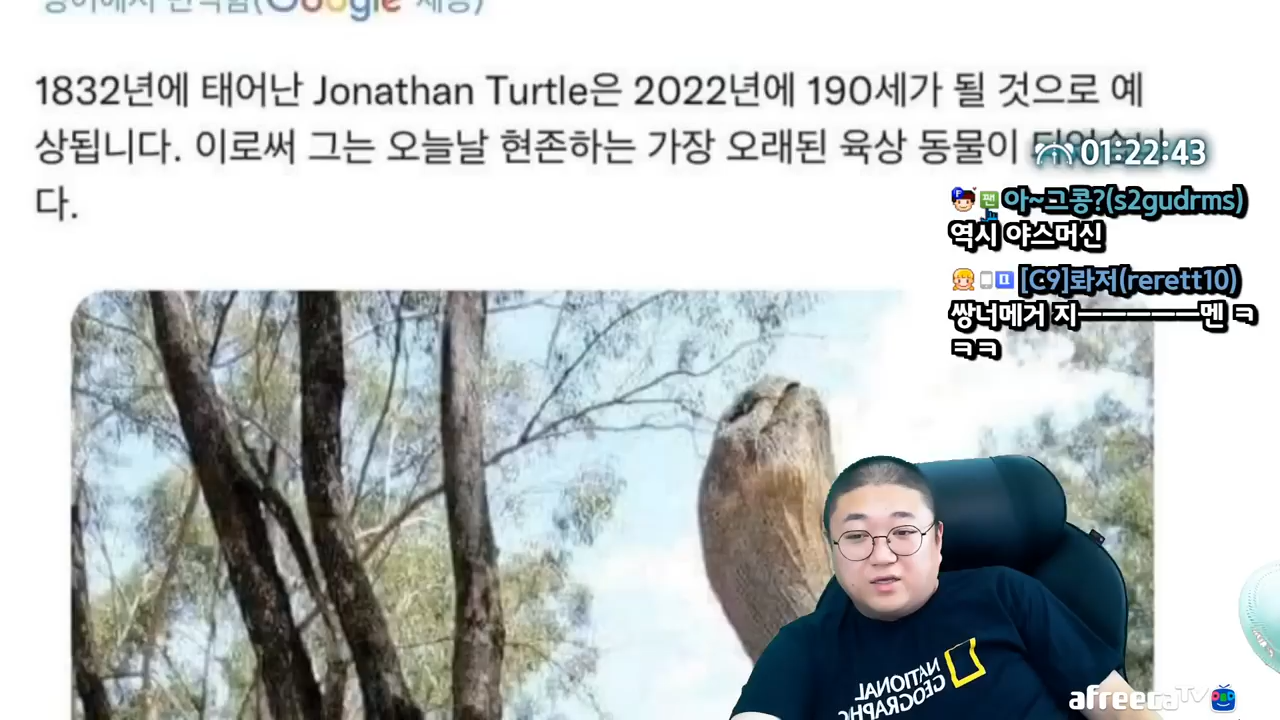 Google
1832년에 태어난 Jonathan Turtle은 2022년에 190세가 될 것으로 예
상됩니다. 이로써 그는 오늘날 현존하는 가장 오래된 육상 동물이
다.
01:22:43
팬 아~그콩?(s2gudrms)
역시 야스머신
[C9]롸저(rerett10)
쌍너메거 지ㅡㅡㅡㅡㅡ멘 ㅋ
ㅋㅋ
NATIONAL
GEOGRAPHIC
afreecaTV